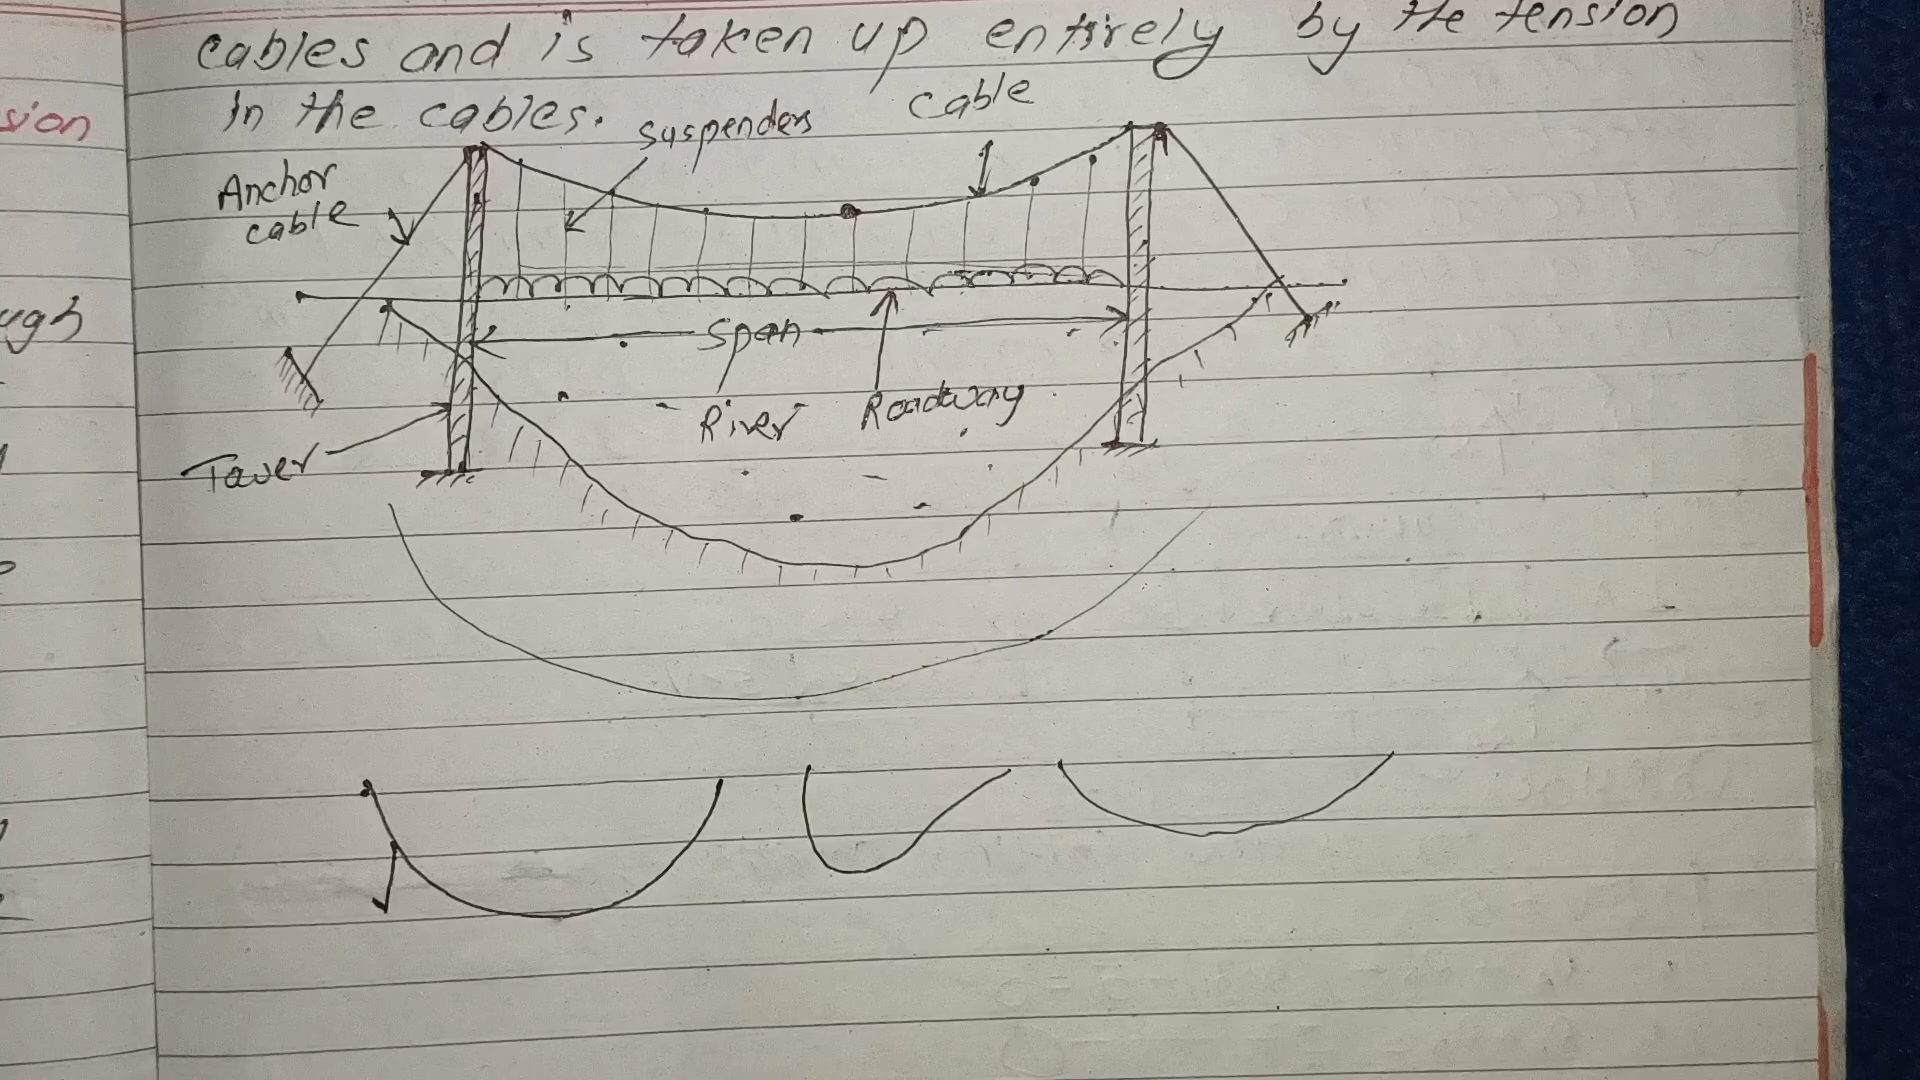 cables and is taken up entirely by the tension
in the cables.
suspenders
cable
Anchor
cable
Span
River
Roadway
Tawer
sion
ugh